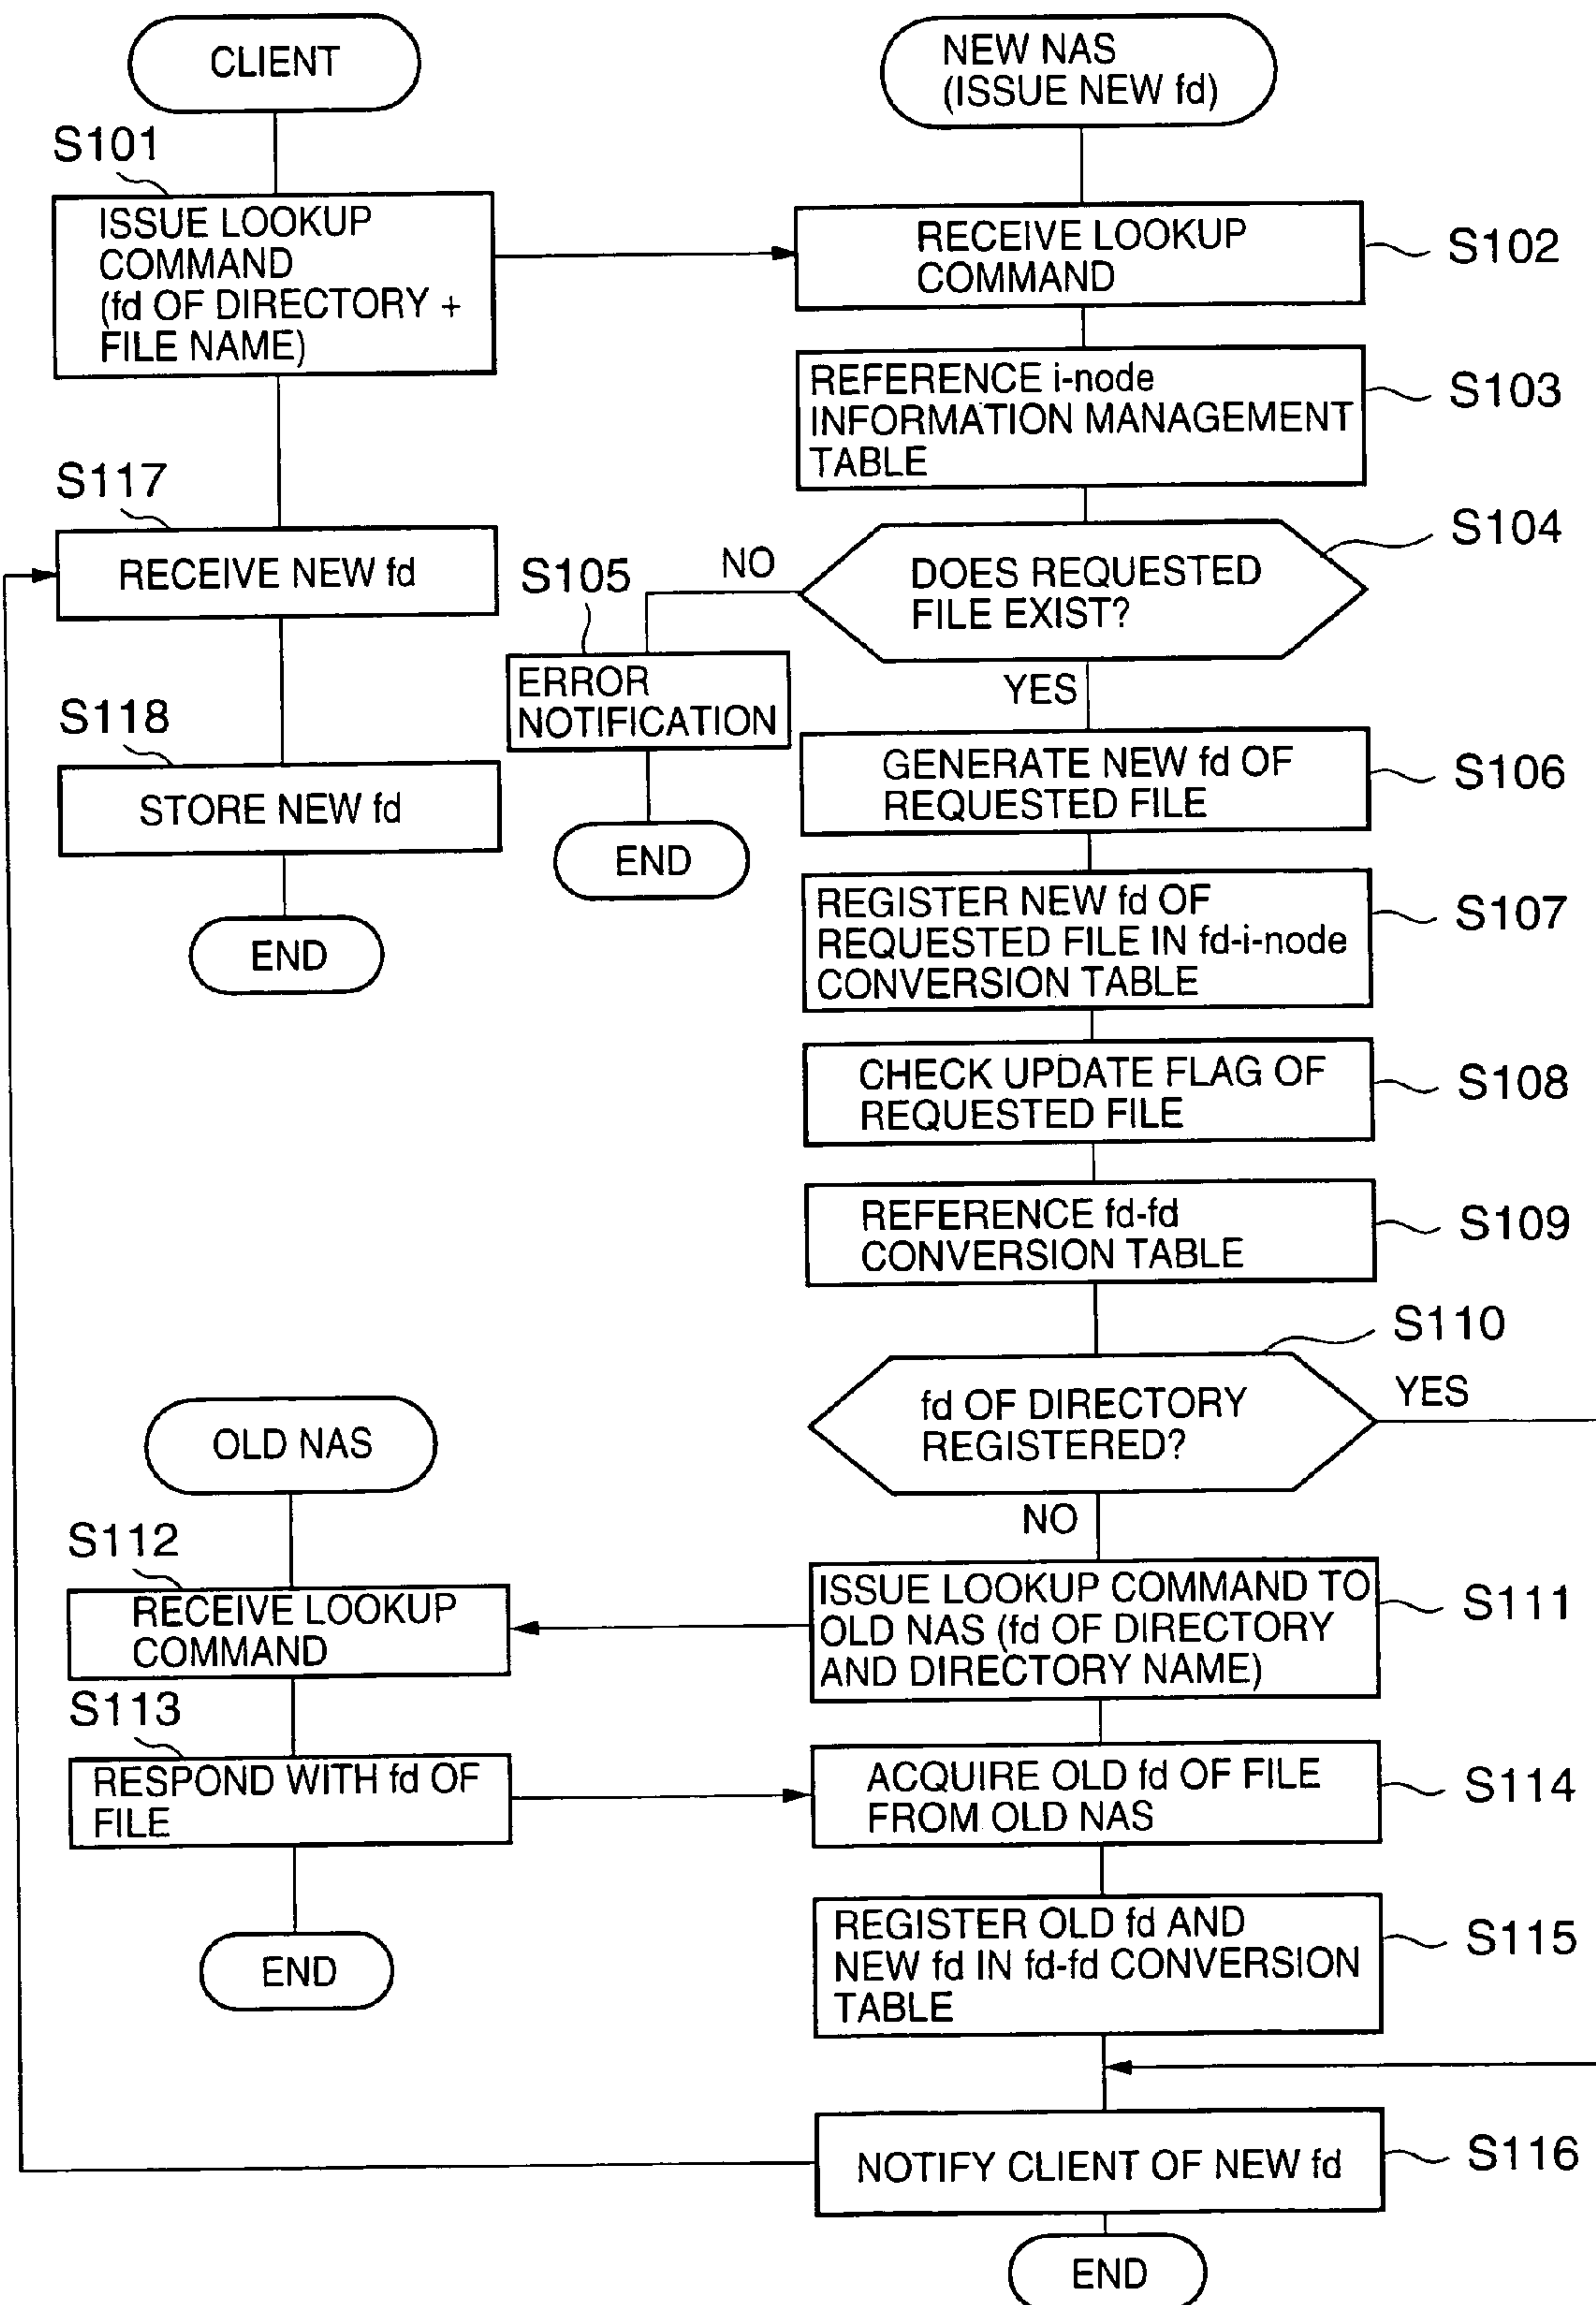 CLIENT
S101
ISSUE LOOKUP
COMMAND
(fd OF DIRECTORY +
FILE NAME)
S117
RECEIVE NEW fd
S118
STORE NEW fd
END
NEW NAS
(ISSUE NEW fd)
RECEIVE LOOKUP
COMMAND
S102
REFERENCE i-node
INFORMATION MANAGEMENT
TABLE
S103
DOES REQUESTED
FILE EXIST?
S104
NO
S105
ERROR
NOTIFICATION
END
YES
GENERATE NEW fd OF
REQUESTED FILE
S106
REGISTER NEW fd OF
REQUESTED FILE IN fd-i-node
CONVERSION TABLE
S107
CHECK UPDATE FLAG OF
REQUESTED FILE
S108
REFERENCE fd-fd
CONVERSION TABLE
S109
S110
fd OF DIRECTORY
REGISTERED?
YES
NO
ISSUE LOOKUP COMMAND TO
OLD NAS (fd OF DIRECTORY
AND DIRECTORY NAME)
S111
OLD NAS
S112
RECEIVE LOOKUP
COMMAND
S113
RESPOND WITH fd OF
FILE
END
ACQUIRE OLD fd OF FILE
FROM OLD NAS
S114
REGISTER OLD fd AND
NEW fd IN fd-fd CONVERSION
TABLE
S115
NOTIFY CLIENT OF NEW fd
S116
END